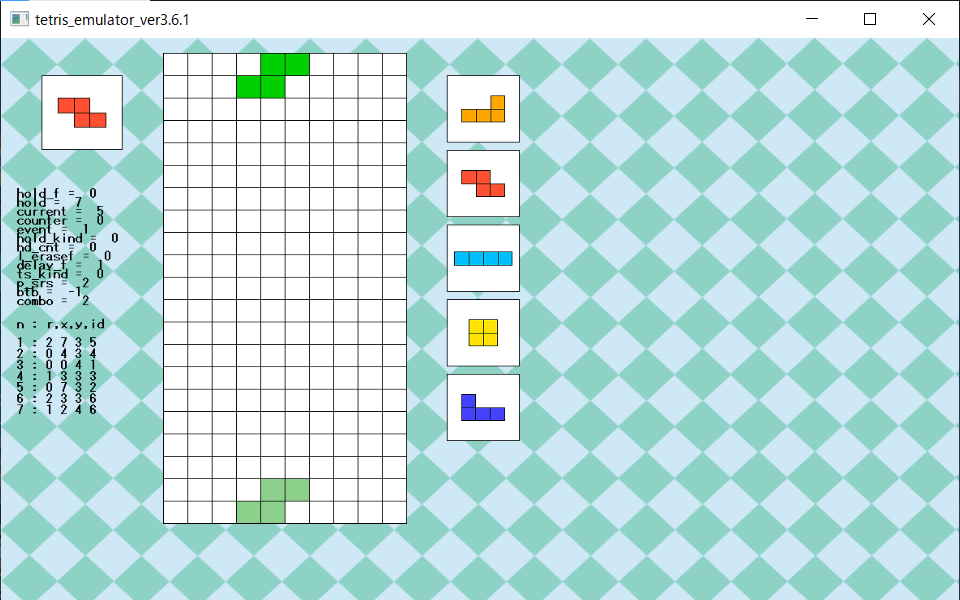 tetris_emulator_ver3.6.1
hold_f = 0
hold = 7
current = 5
counter = 0
event = 1
hold_kind = 0
hd_cnt = 0
l_erasef = 0
delay_f = 1
ts_kind = 0
p_srs = 2
btb = -1
combo = 2
n : r,x,y,id
1 : 2 7 3 5
2 : 0 4 3 4
3 : 0 0 4 1
4 : 1 3 3 3
5 : 0 7 3 2
6 : 2 3 3 6
7 : 1 2 4 6